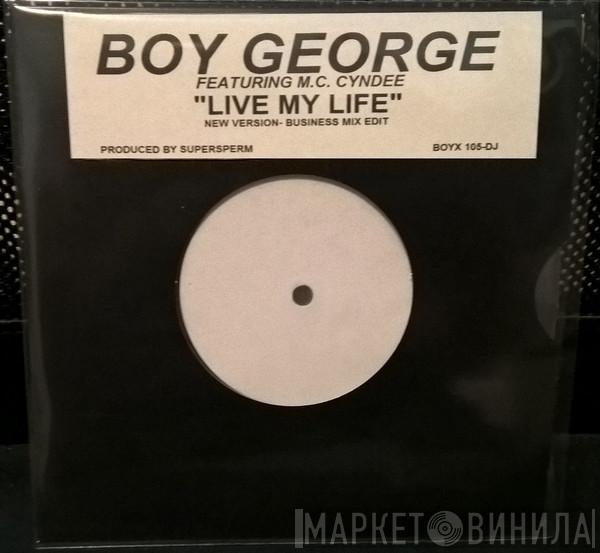 BOY GEORGE
FEATURING M.C. CYNDEE
"LIVE MY LIFE"
NEW VERSION- BUSINESS MIX EDIT
PRODUCED BY SUPERSPERM BOYX 105-DJ
МАРКЕТ ВИНИЛА